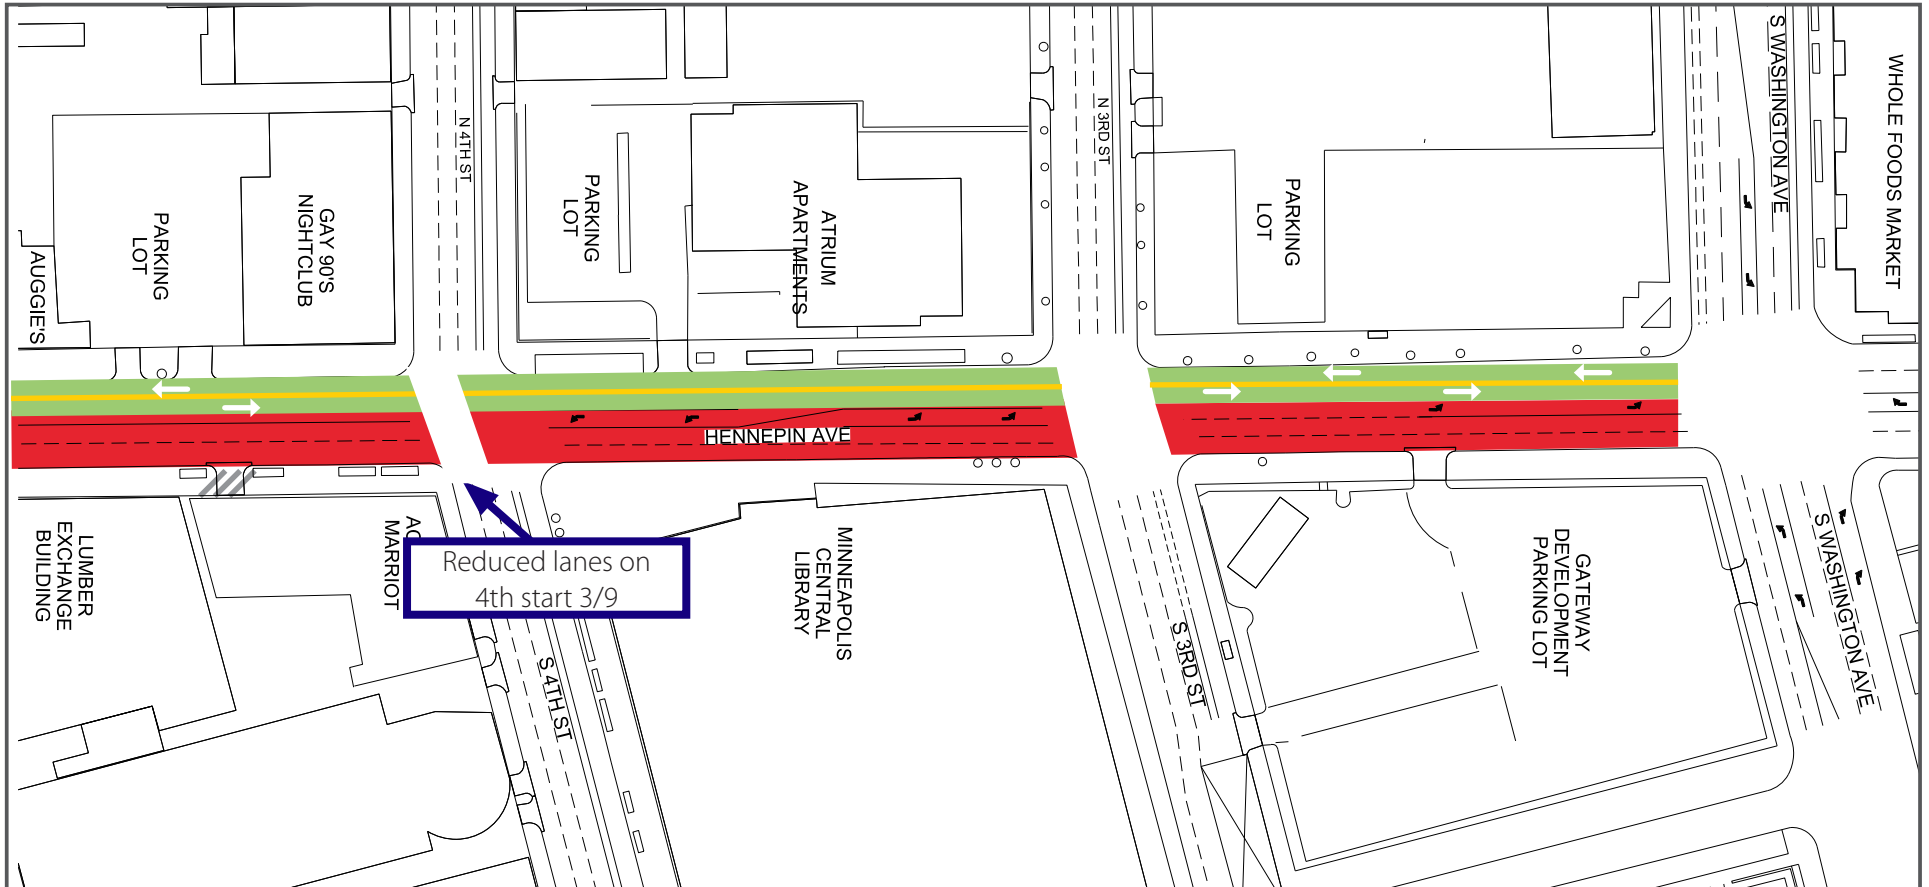 AUGGIE'S
PARKING
LOT
GAY 90'S
NIGHTCLUB
N 4TH ST
PARKING
LOT
ATRIUM
APARTMENTS
N 3RD ST
PARKING
LOT
S WASHINGTON AVE
WHOLE FOODS MARKET
HENNEPIN AVE
LUMBER
EXCHANGE
BUILDING
AC
MARRIOT
Reduced lanes on
4th start 3/9
S 4TH ST
MINNEAPOLIS
CENTRAL
LIBRARY
S 3RD ST
GATEWAY
DEVELOPMENT
PARKING LOT
S WASHINGTON AVE